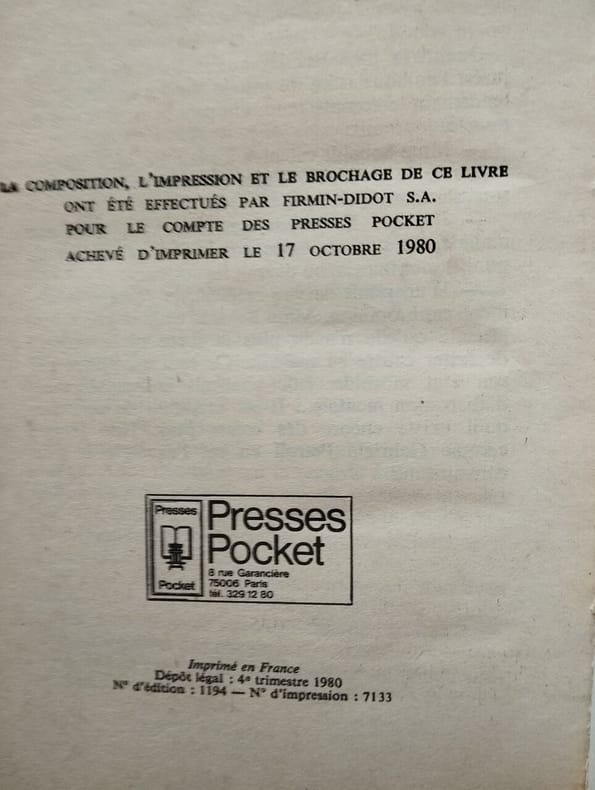 LA COMPOSITION, L'IMPRESSION ET LE BROCHAGE DE CE LIVRE
ONT ÉTÉ EFFECTUÉS PAR FIRMIN-DIDOT S.A.
POUR LE COMPTE DES PRESSES POCKET
ACHEVÉ D'IMPRIMER LE 17 OCTOBRE 1980
Presses
Pocket
Presses
Pocket
8 rue Garancière
75006 Paris
tél. 329 12 80
Imprimé en France
Dépôt légal : 4e trimestre 1980
N° d'édition : 1194 — N° d'impression : 7133